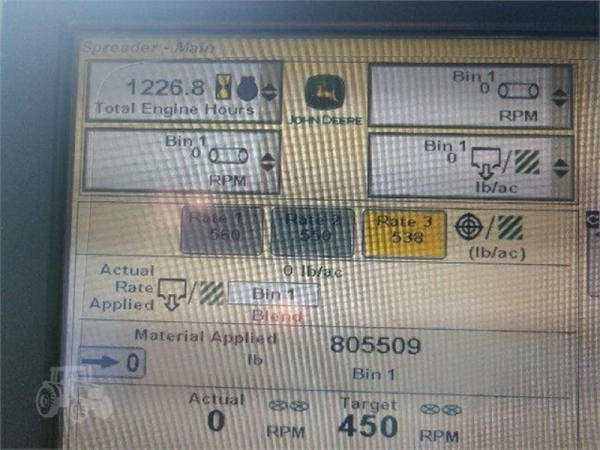 Spreader - Main
1226.8
Total Engine Hours
JOHN DEERE
Bin 1
0
RPM
Bin 1
0
RPM
Bin 1
0
lb/ac
Rate 1
560
Rate 2
550
Rate 3
538
(lb/ac)
Actual
Rate
Applied
0 lb/ac
Bin 1
Blend
Material Applied
lb
805509
Bin 1
0
Actual
0
RPM
Target
450
RPM